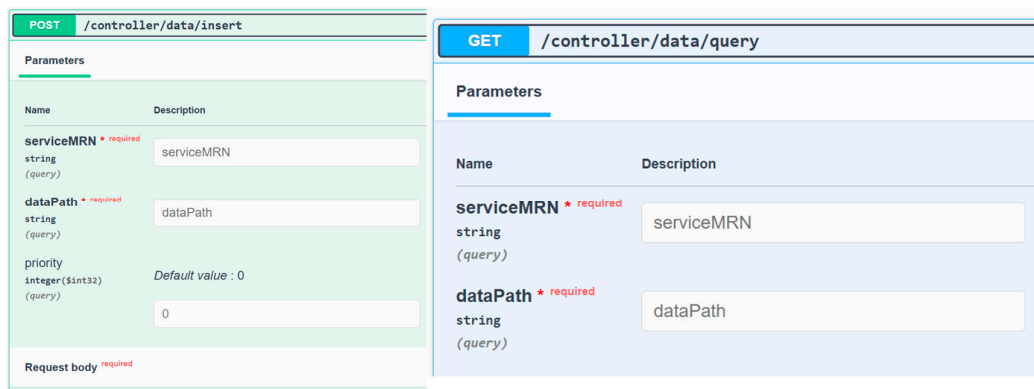 POST /controller/data/insert
Parameters
Name Description
serviceMRN * required
string
(query)
serviceMRN
dataPath * required
string
(query)
dataPath
priority
integer($int32)
(query)
Default value : 0
0
Request body required
GET /controller/data/query
Parameters
Name Description
serviceMRN * required
string
(query)
serviceMRN
dataPath * required
string
(query)
dataPath